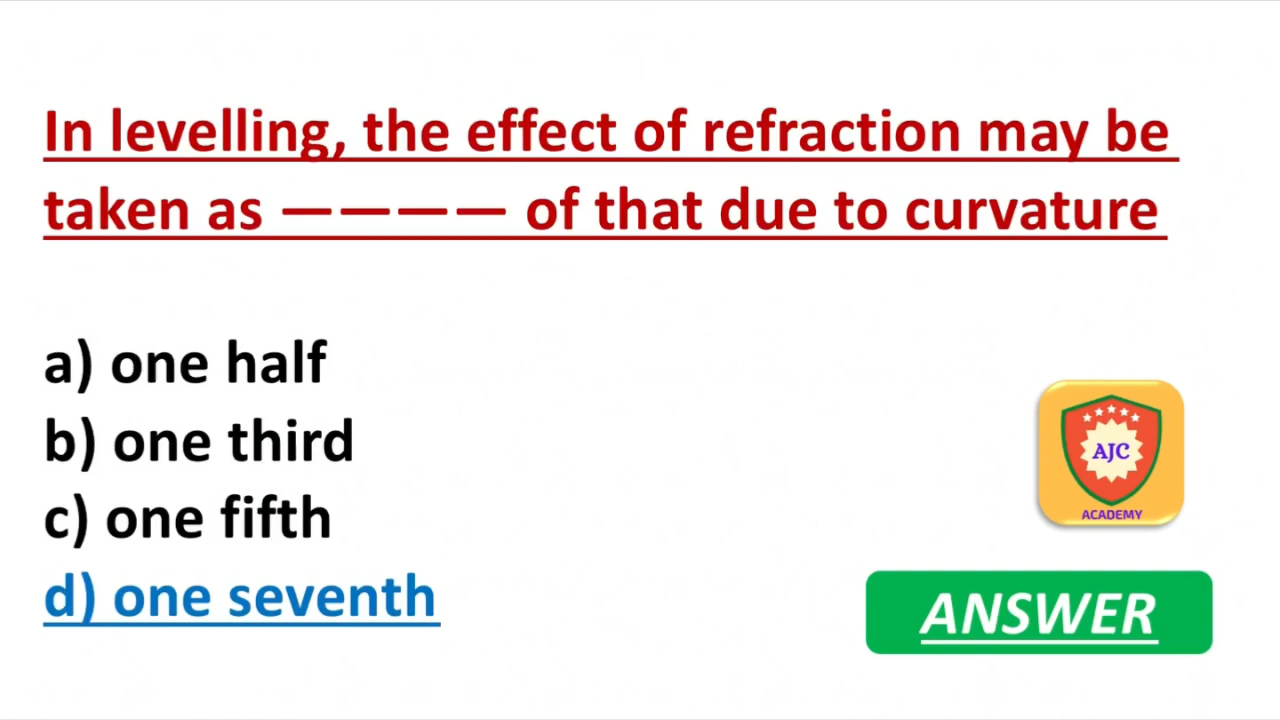 In levelling, the effect of refraction may be
taken as ———— of that due to curvature
a) one half
b) one third
c) one fifth
d) one seventh
AJC
ACADEMY
ANSWER